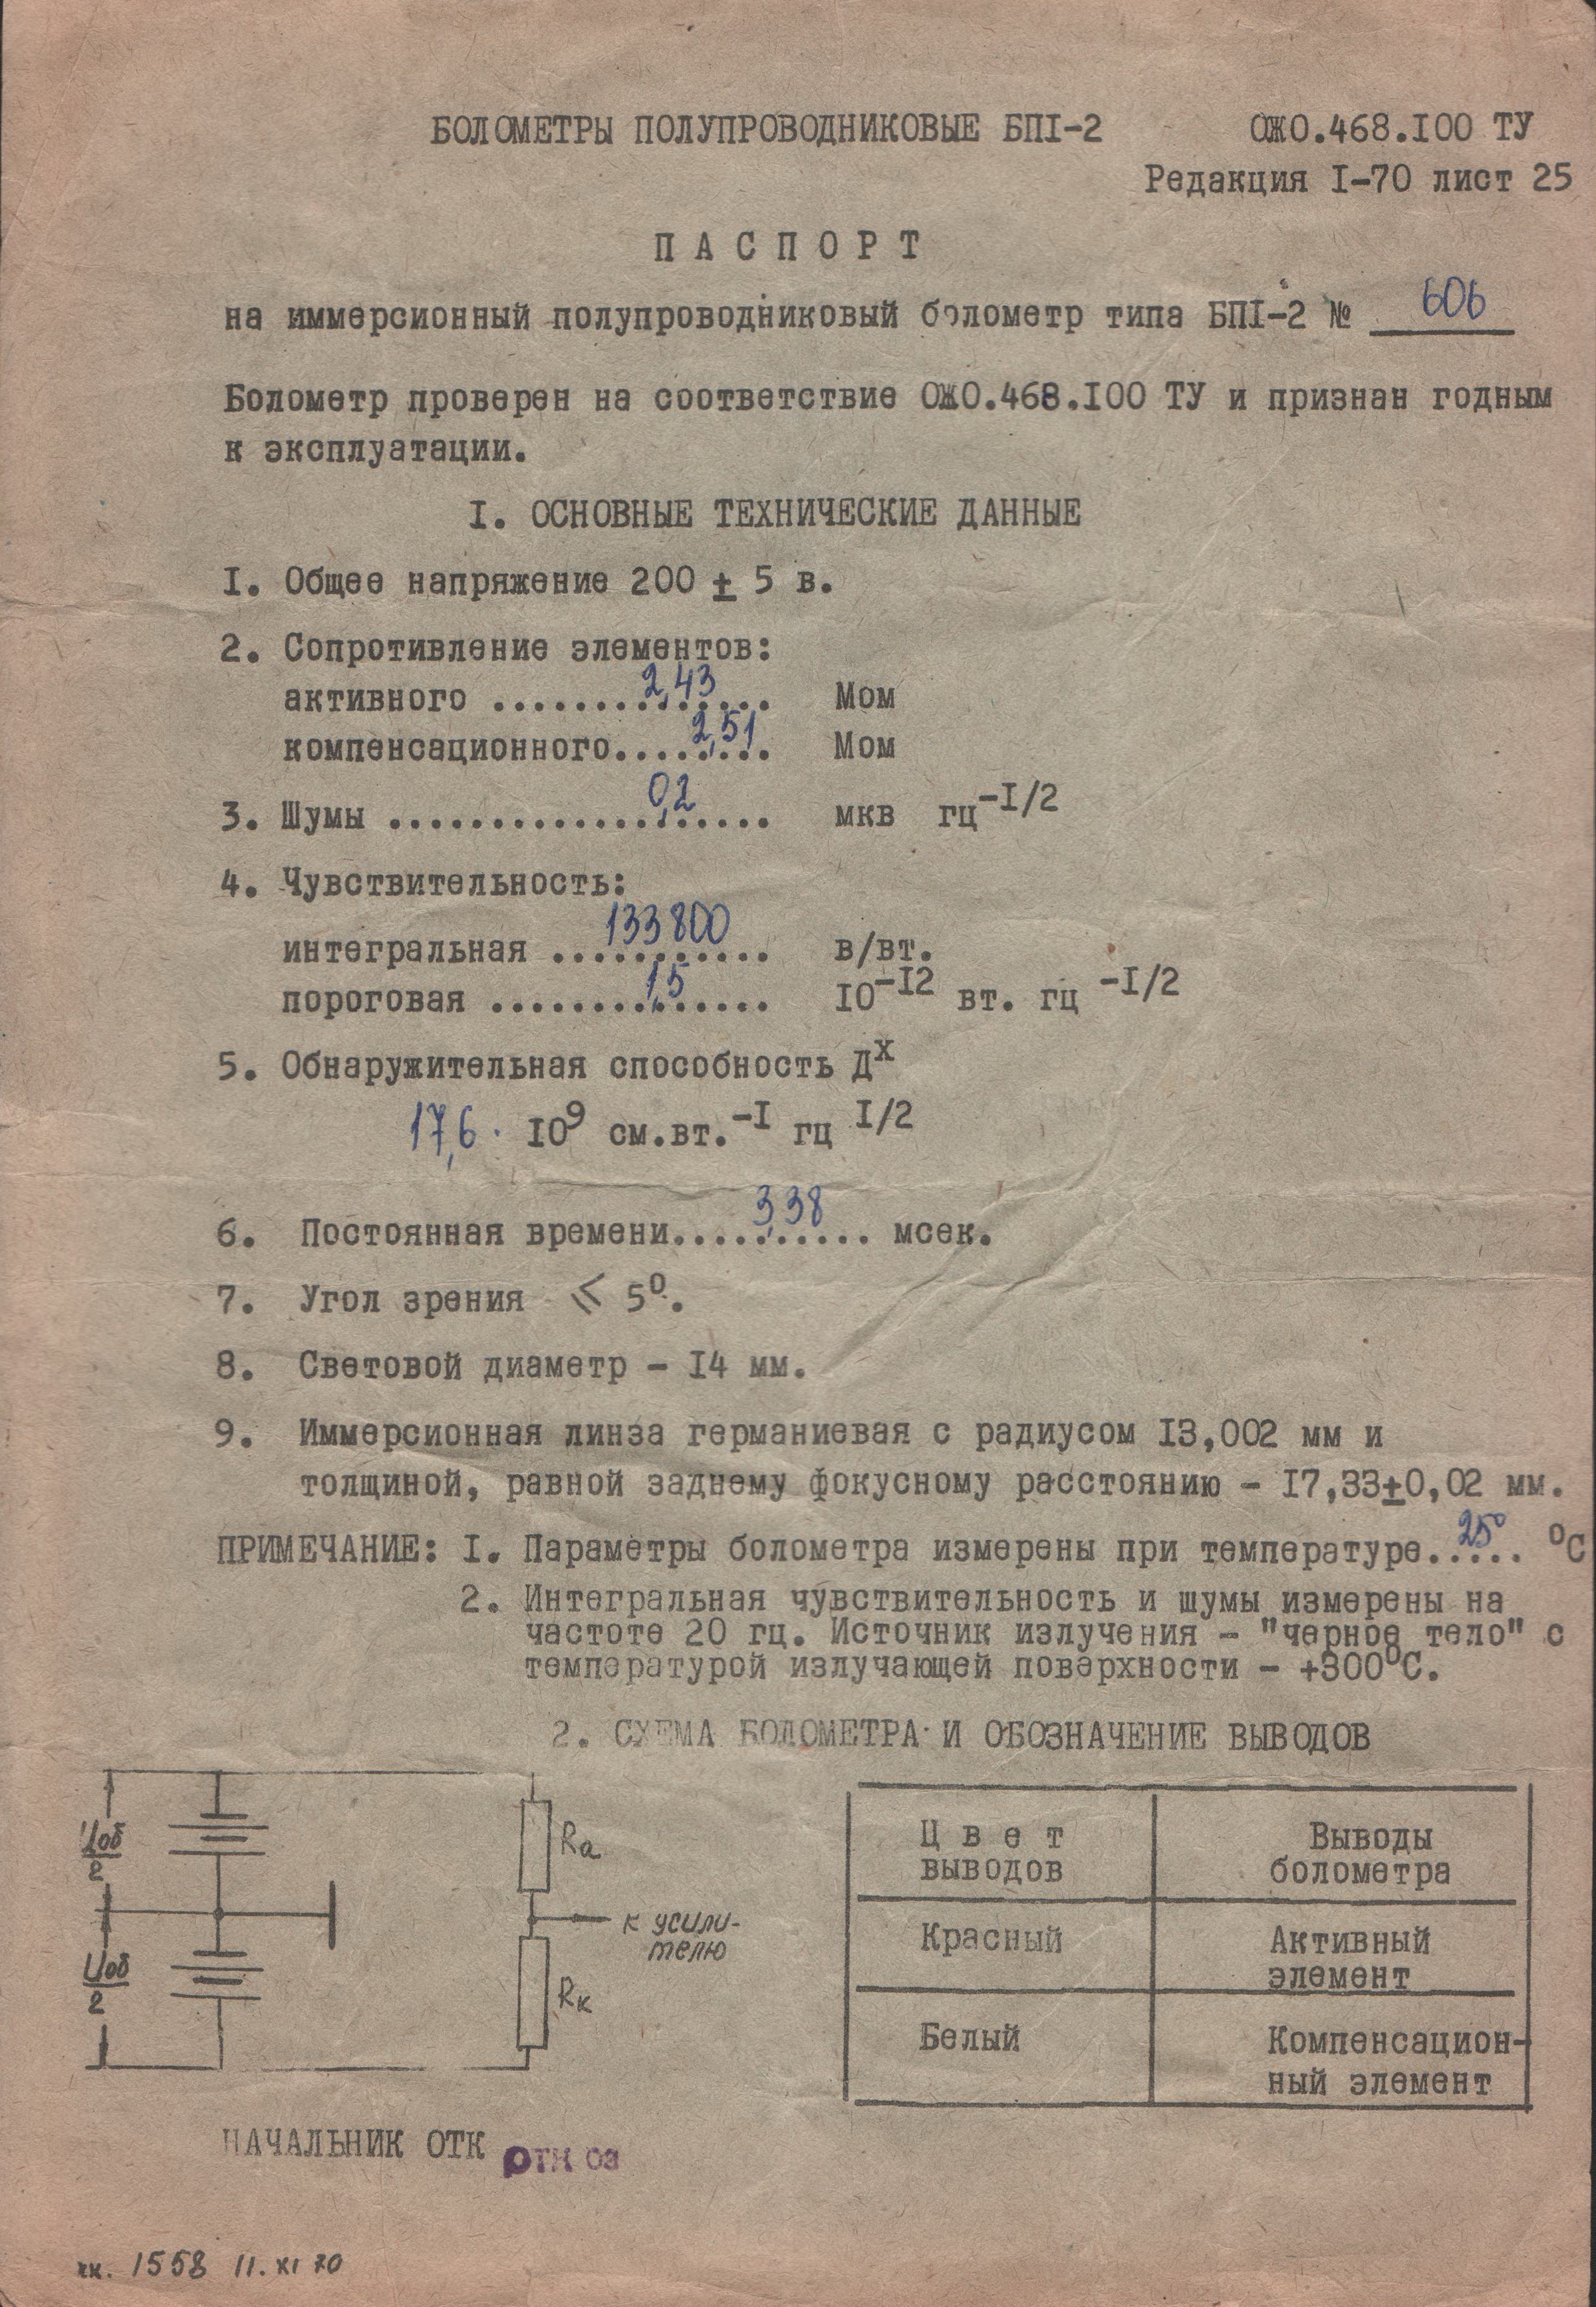 БОЛОМЕТРЫ ПОЛУПРОВОДНИКОВЫЕ БПI-2 ОЖ0.468.I00 ТУ
Редакция I-70 лист 25
П А С П О Р Т
на иммерсионный полупроводниковый болометр типа БПI-2 № 606
Болометр проверен на соответствие ОЖ0.468.I00 ТУ и признан годным
к эксплуатации.
I. ОСНОВНЫЕ ТЕХНИЧЕСКИЕ ДАННЫЕ
I. Общее напряжение 200 ± 5 в.
2. Сопротивление элементов:
активного .............. 2,43 Мом
компенсационного........ 2,51 Мом
3. Шумы ................... 0,2 мкв гц-I/2
4. Чувствительность:
интегральная ........... 133800 в/вт.
пороговая .............. 1,5 I0-I2 вт. гц -I/2
5. Обнаружительная способность Дх
17,6 · I09 см.вт.-I гц I/2
6. Постоянная времени.......... 3,38 мсек.
7. Угол зрения ⩽ 5º.
8. Световой диаметр - I4 мм.
9. Иммерсионная линза германиевая с радиусом I3,002 мм и
толщиной, равной заднему фокусному расстоянию - I7,33±0,02 мм.
ПРИМЕЧАНИЕ: I. Параметры болометра измерены при температуре..... 25° ºС
2. Интегральная чувствительность и шумы измерены на
частоте 20 гц. Источник излучения - "черное тело" с
температурой излучающей поверхности - +300ºС.
2. СХЕМА БОЛОМЕТРА И ОБОЗНАЧЕНИЕ ВЫВОДОВ
Uоб
2
Uоб
2
Rа
к усили-
телю
Rк
Ц в е т
выводов
Выводы
болометра
Красный
Активный
элемент
Белый
Компенсацион-
ный элемент
НАЧАЛЬНИК ОТК
ОТК 03
1558 11.XI 70